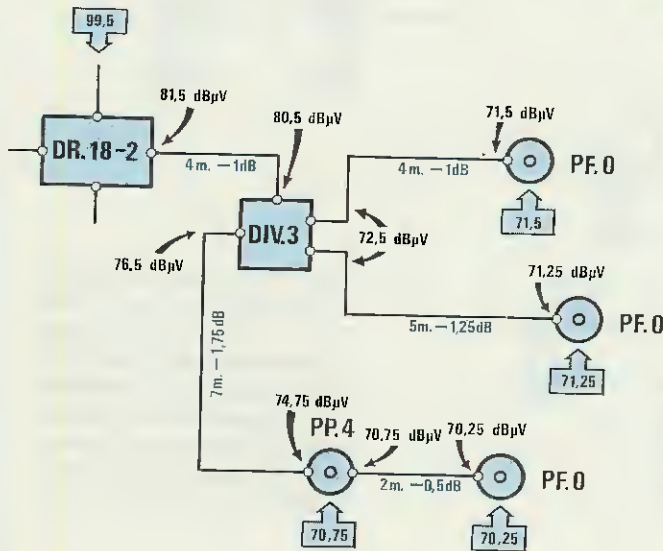 99,5
81,5 dBµV
80,5 dBµV
71,5 dBµV
DR.18-2
4m. — 1dB
4m. — 1dB
PF.0
71,5
DIV.3
76,5 dBµV
72,5 dBµV
71,25 dBµV
5m. — 1,25dB
PF.0
71,25
7m. — 1,75dB
74,75 dBµV
PP.4
70,75 dBµV
70,25 dBµV
2m. — 0,5dB
PF.0
70,75
70,25